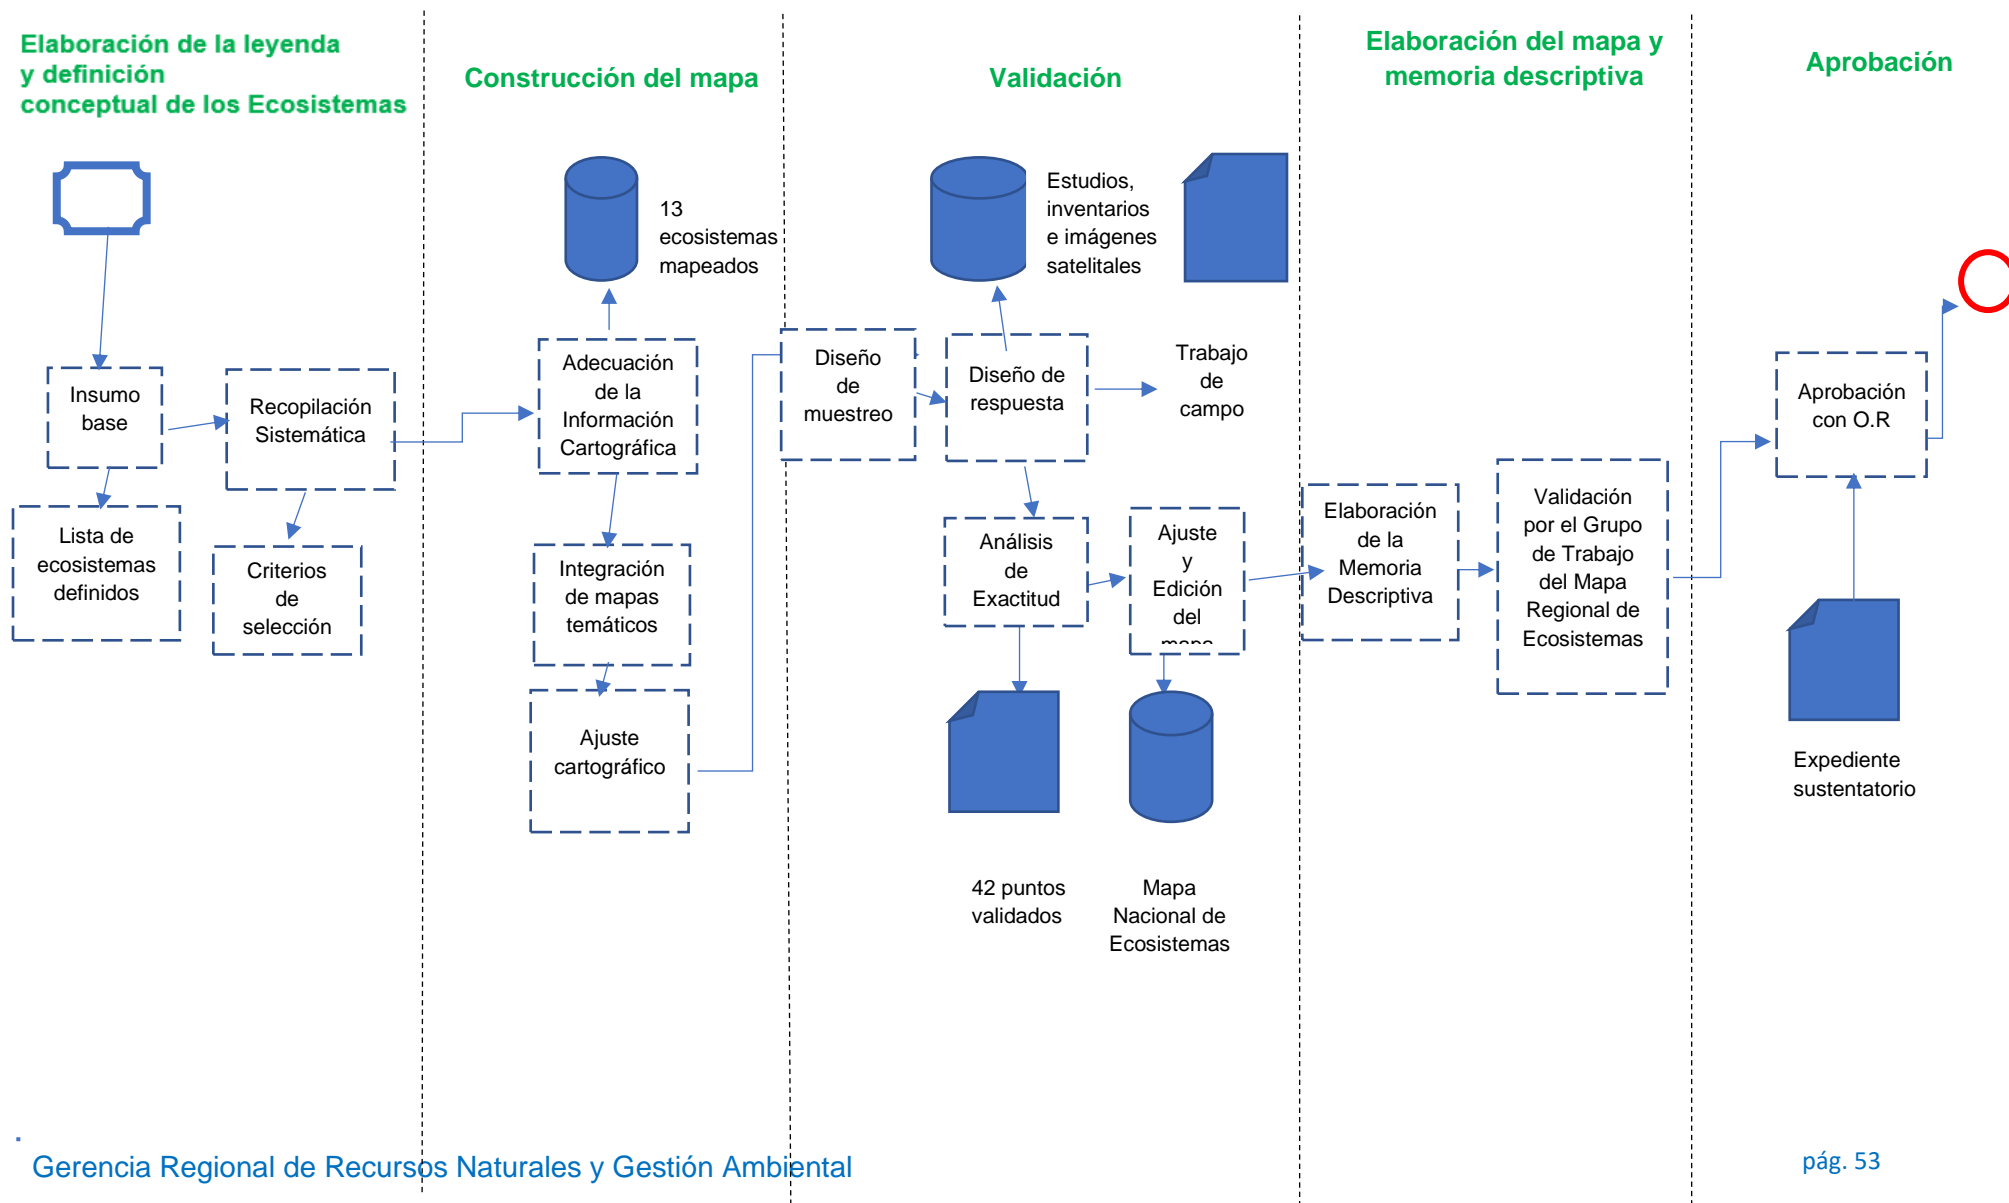 Elaboración de la leyenda
y definición
conceptual de los Ecosistemas
Construcción del mapa
Validación
Elaboración del mapa y
memoria descriptiva
Aprobación
Insumo
base
Recopilación
Sistemática
Lista de
ecosistemas
definidos
Criterios
de
selección
13
ecosistemas
mapeados
Adecuación
de la
Información
Cartográfica
Integración
de mapas
temáticos
Ajuste
cartográfico
Estudios,
inventarios
e imágenes
satelitales
Diseño
de
muestreo
Diseño de
respuesta
Trabajo
de
campo
Análisis
de
Exactitud
Ajuste
y
Edición
del
mapa
42 puntos
validados
Mapa
Nacional de
Ecosistemas
Elaboración
de la
Memoria
Descriptiva
Validación
por el Grupo
de Trabajo
del Mapa
Regional de
Ecosistemas
Aprobación
con O.R
Expediente
sustentatorio
Gerencia Regional de Recursos Naturales y Gestión Ambiental
pág. 53